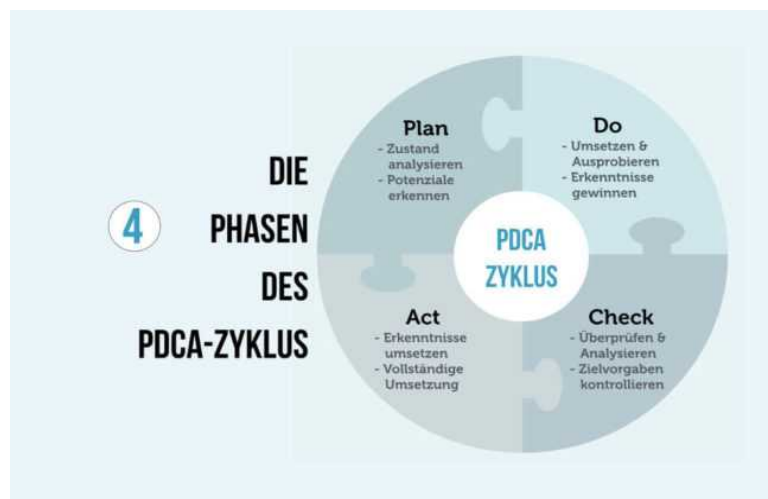 DIE
4 PHASEN
DES
PDCA-ZYKLUS
Plan
- Zustand
analysieren
- Potenziale
erkennen
Do
- Umsetzen &
Ausprobieren
- Erkenntnisse
gewinnen
PDCA
ZYKLUS
Act
- Erkenntnisse
umsetzen
- Vollständige
Umsetzung
Check
- Überprüfen &
Analysieren
- Zielvorgaben
kontrollieren